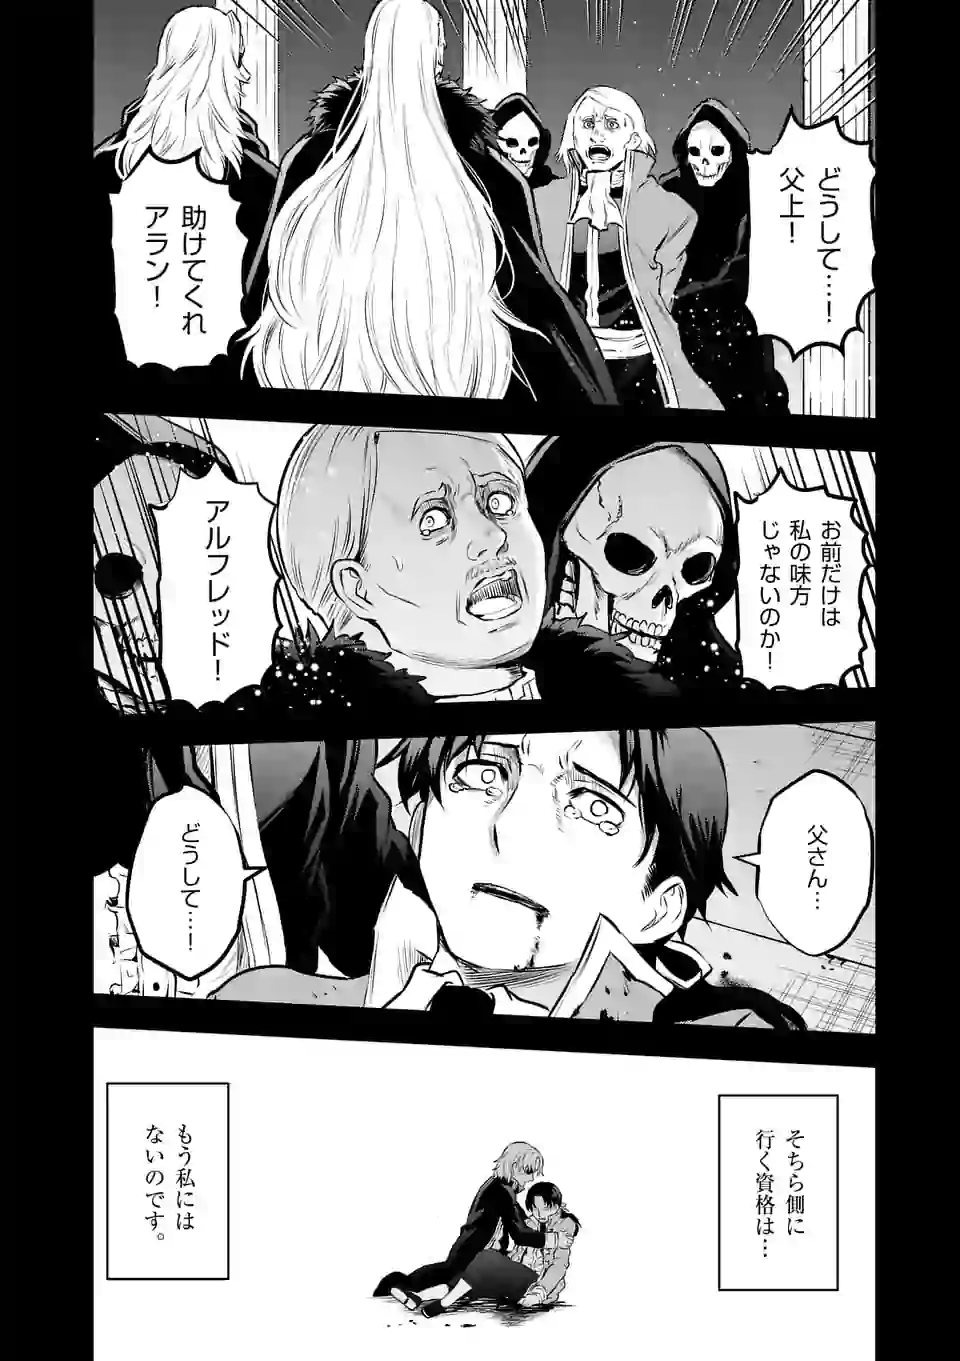 どうして…！
父上！
助けてくれ
アラン！
お前だけは
私の味方
じゃないのか！
アルフレッド！
父さん…
どうして…！
そちら側に
行く資格は…
もう私には
ないのです。